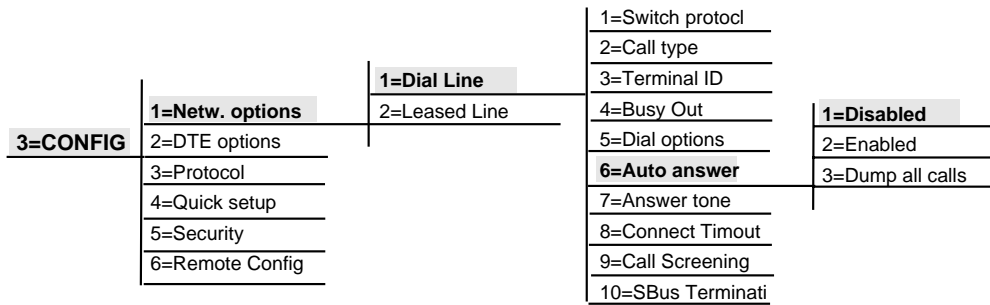 3=CONFIG
1=Netw. options
2=DTE options
3=Protocol
4=Quick setup
5=Security
6=Remote Config
1=Dial Line
2=Leased Line
1=Switch protocl
2=Call type
3=Terminal ID
4=Busy Out
5=Dial options
6=Auto answer
7=Answer tone
8=Connect Timout
9=Call Screening
10=SBus Terminati
1=Disabled
2=Enabled
3=Dump all calls